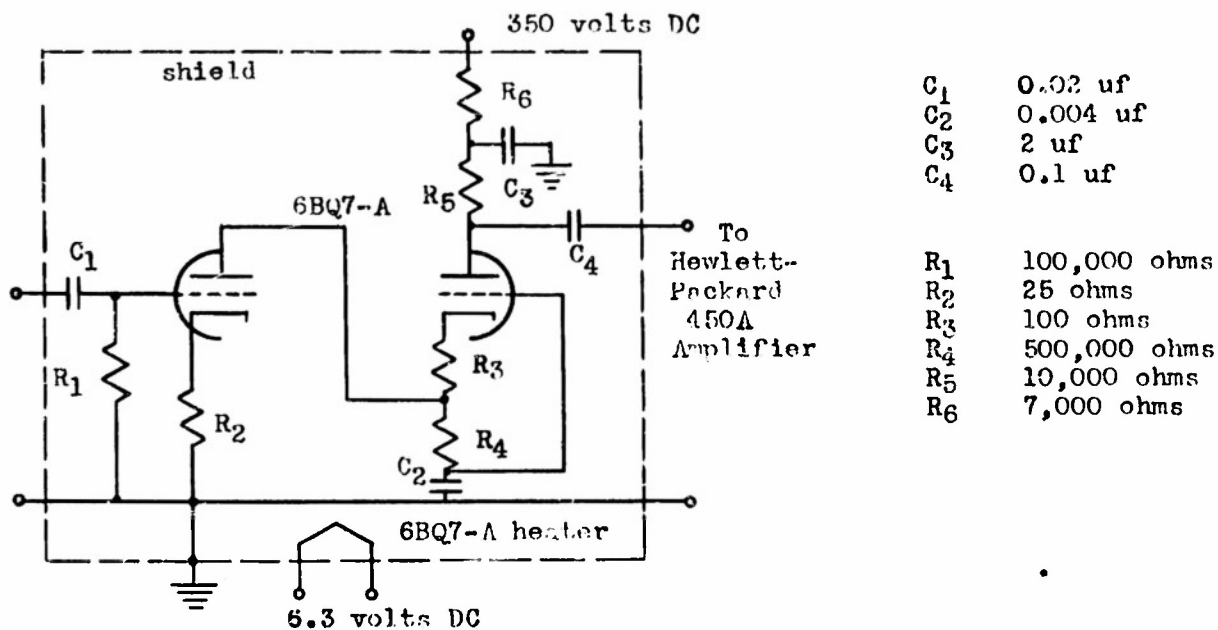 350 volts DC
shield
R6
C3
R5
6BQ7-A
C1
C4
To
Hewlett-
Packard
450A
Amplifier
R3
R1
R2
R4
C2
6BQ7-A heater
6.3 volts DC
C1 0.02 uf
C2 0.004 uf
C3 2 uf
C4 0.1 uf
R1 100,000 ohms
R2 25 ohms
R3 100 ohms
R4 500,000 ohms
R5 10,000 ohms
R6 7,000 ohms